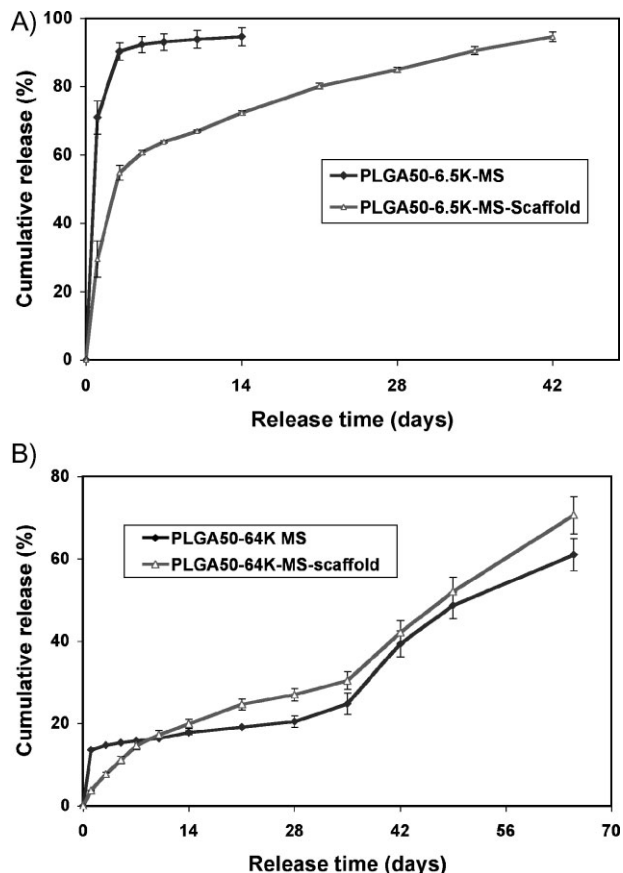 A)
100
80
60
40
20
0
Cumulative release (%)
PLGA50-6.5K-MS
PLGA50-6.5K-MS-Scaffold
0 14 28 42
Release time (days)
B)
80
60
40
20
0
Cumulative release (%)
PLGA50-64K MS
PLGA50-64K-MS-scaffold
0 14 28 42 56 70
Release time (days)